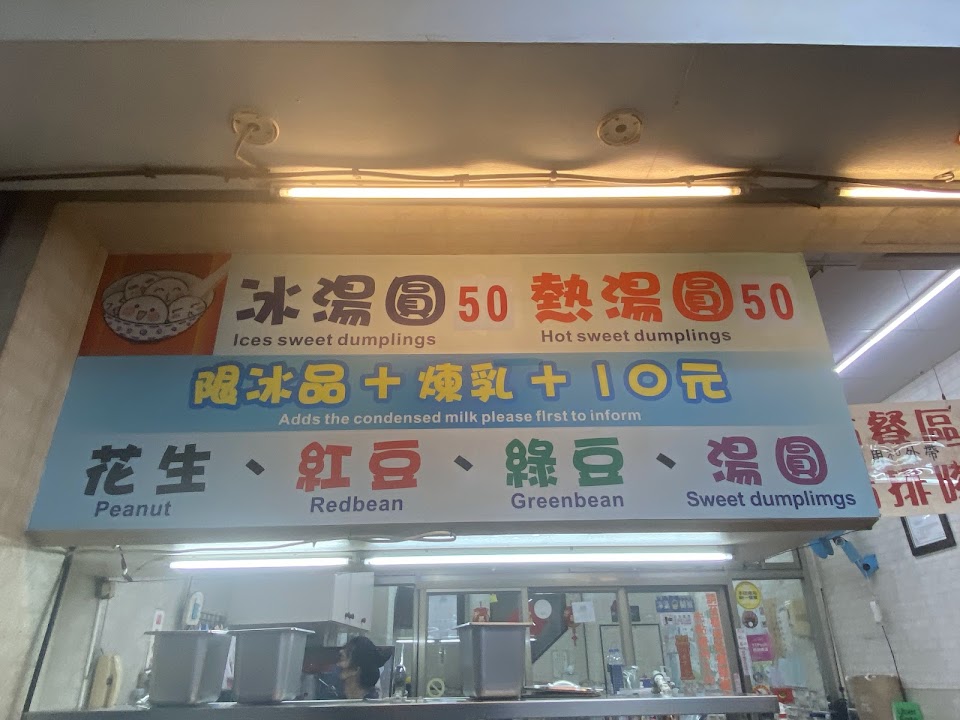 冰湯圓 50 熱湯圓 50
Ices sweet dumplings Hot sweet dumplings
限冰品＋煉乳＋10元
Adds the condensed milk please first to inform
花生、紅豆、綠豆、湯圓
Peanut Redbean Greenbean Sweet dumplimgs
餐區